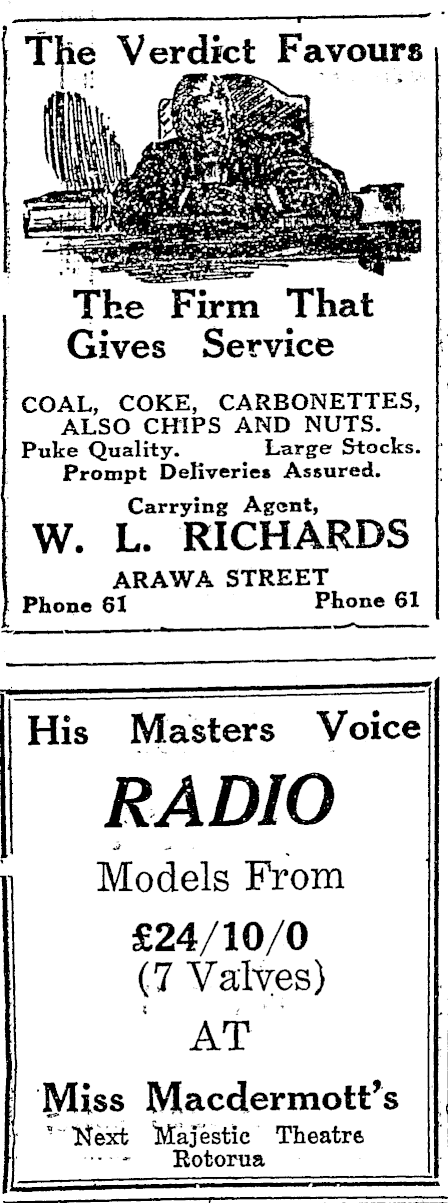 The Verdict Favours
The Firm That
Gives Service
COAL, COKE, CARBONETTES,
ALSO CHIPS AND NUTS.
Puke Quality. Large Stocks.
Prompt Deliveries Assured.
Carrying Agent,
W. L. RICHARDS
ARAWA STREET
Phone 61 Phone 61
His Masters Voice
RADIO
Models From
£24/10/0
(7 Valves)
AT
Miss Macdermott's
Next Majestic Theatre
Rotorua